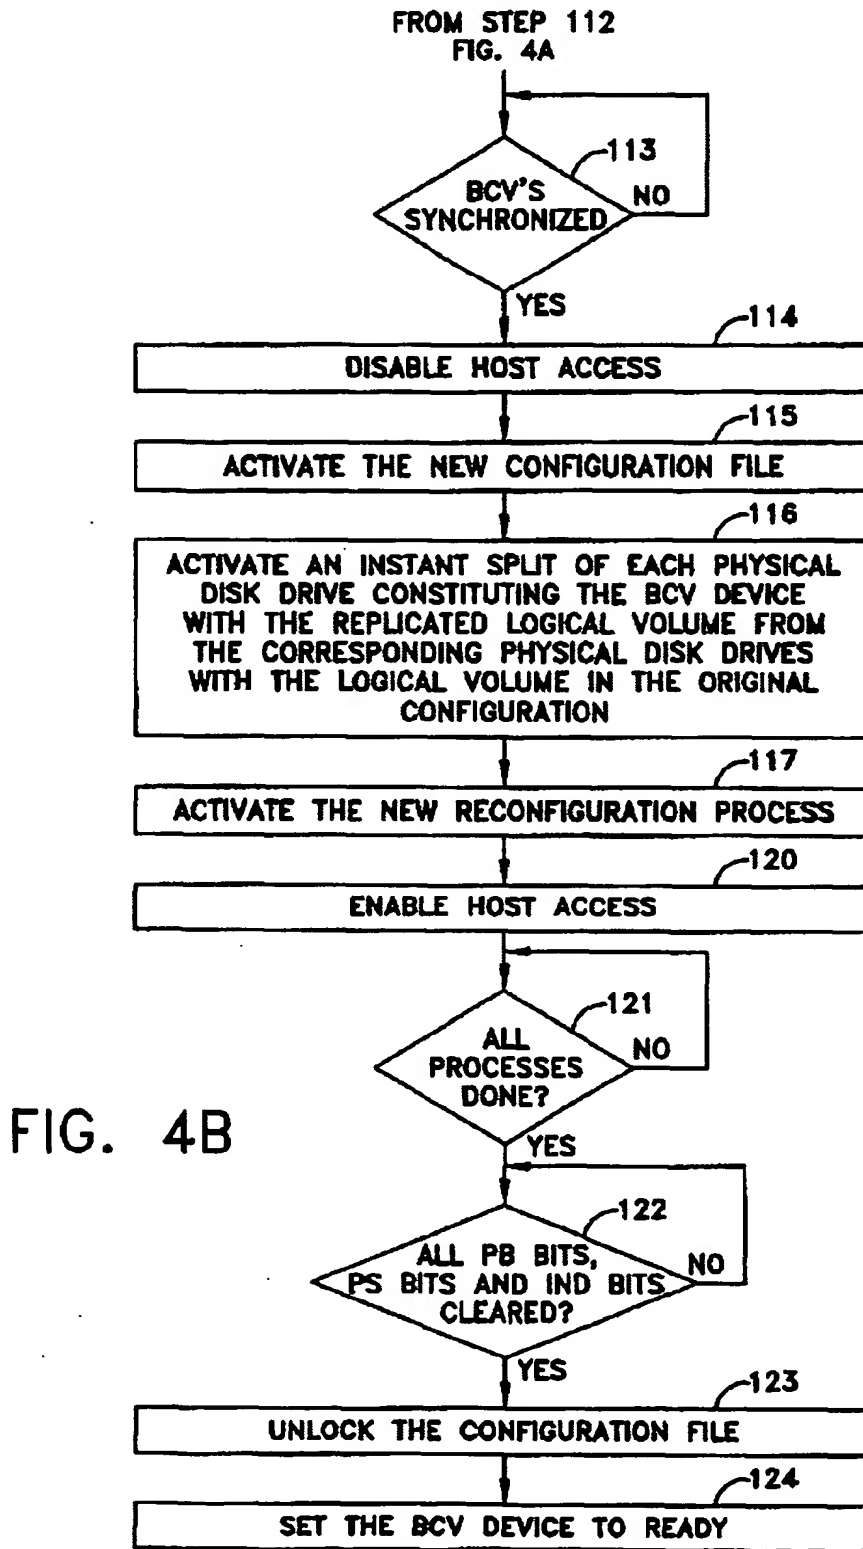 FROM STEP 112
FIG. 4A
113
BCV'S
SYNCHRONIZED
NO
YES
114
DISABLE HOST ACCESS
115
ACTIVATE THE NEW CONFIGURATION FILE
116
ACTIVATE AN INSTANT SPLIT OF EACH PHYSICAL
DISK DRIVE CONSTITUTING THE BCV DEVICE
WITH THE REPLICATED LOGICAL VOLUME FROM
THE CORRESPONDING PHYSICAL DISK DRIVES
WITH THE LOGICAL VOLUME IN THE ORIGINAL
CONFIGURATION
117
ACTIVATE THE NEW RECONFIGURATION PROCESS
120
ENABLE HOST ACCESS
121
ALL
PROCESSES
DONE?
NO
YES
FIG. 4B
122
ALL PB BITS,
PS BITS AND IND BITS
CLEARED?
NO
YES
123
UNLOCK THE CONFIGURATION FILE
124
SET THE BCV DEVICE TO READY